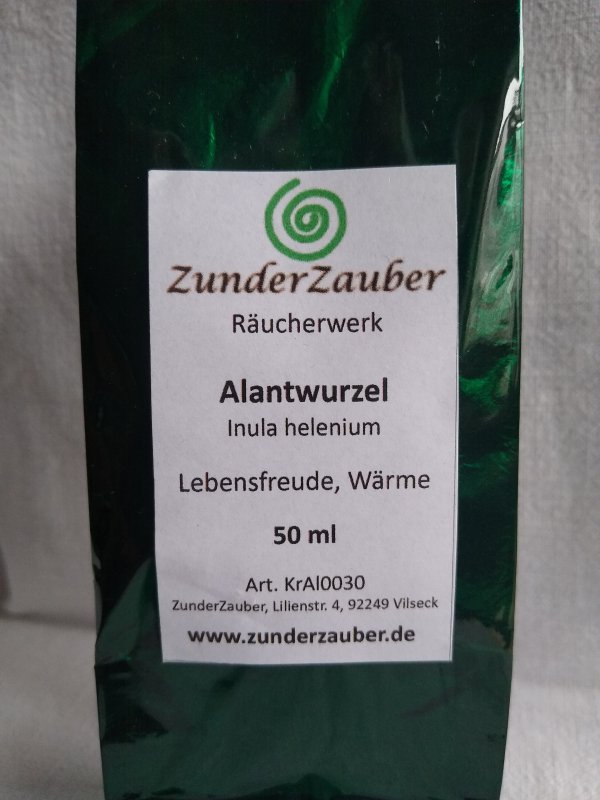 ZunderZauber
Räucherwerk
Alantwurzel
Inula helenium
Lebensfreude, Wärme
50 ml
Art. KrAl0030
ZunderZauber, Lilienstr. 4, 92249 Vilseck
www.zunderzauber.de